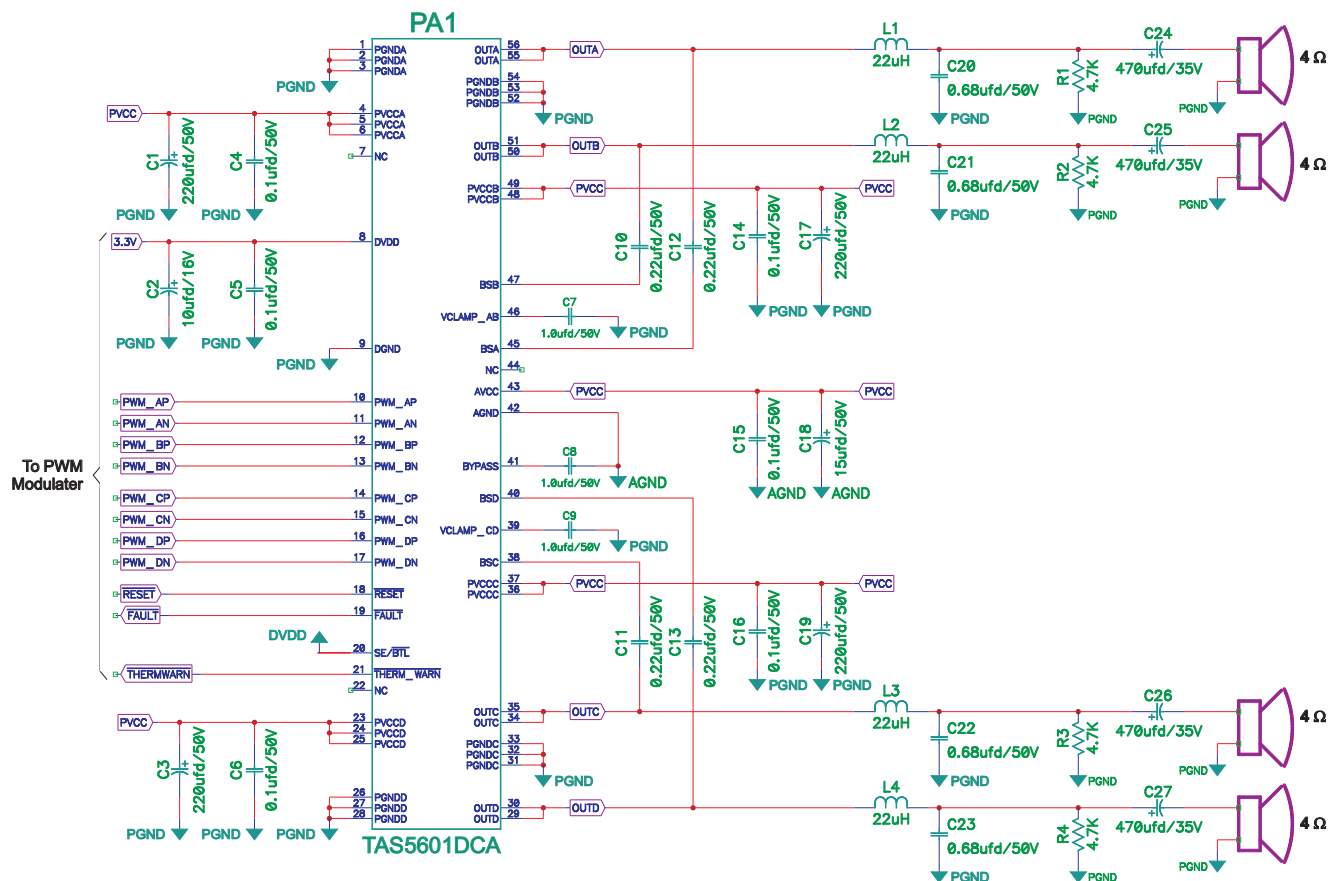 PA1
1 PGNDA
2 PGNDA
3 PGNDA
PGND
PVCC
4 PVCCA
5 PVCCA
6 PVCCA
7 NC
C1
220ufd/50V
C4
0.1ufd/50V
PGND
PGND
3.3V
8 DVDD
C2
10ufd/16V
C5
0.1ufd/50V
PGND
PGND
9 DGND
PGND
To PWM
Modulater
PWM_AP 10 PWM_AP
PWM_AN 11 PWM_AN
PWM_BP 12 PWM_BP
PWM_BN 13 PWM_BN
PWM_CP 14 PWM_CP
PWM_CN 15 PWM_CN
PWM_DP 16 PWM_DP
PWM_DN 17 PWM_DN
RESET 18 RESET
FAULT 19 FAULT
DVDD
20 SE/BTL
THERMWARN 21 THERM_WARN
22 NC
PVCC
23 PVCCD
24 PVCCD
25 PVCCD
C3
220ufd/50V
C6
0.1ufd/50V
26 PGNDD
27 PGNDD
28 PGNDD
PGND
PGND
PGND
TAS5601DCA
OUTA 56
OUTA 55
OUTA
PGNDB 54
PGNDB 53
PGNDB 52
PGND
OUTB 51
OUTB 50
OUTB
PVCCB 49
PVCCB 48
PVCC
PVCC
C10
0.22ufd/50V
C12
0.22ufd/50V
C14
0.1ufd/50V
C17
220ufd/50V
PGND
PGND
BSB 47
VCLAMP_AB 46
C7
1.0ufd/50V
PGND
BSA 45
NC 44
AVCC 43
PVCC
PVCC
AGND 42
C15
0.1ufd/50V
C18
15ufd/50V
BYPASS 41
C8
1.0ufd/50V
AGND
AGND
AGND
BSD 40
VCLAMP_CD 39
C9
1.0ufd/50V
PGND
BSC 38
PVCCC 37
PVCCC 36
PVCC
PVCC
C11
0.22ufd/50V
C13
0.22ufd/50V
C16
0.1ufd/50V
C19
220ufd/50V
PGND
PGND
OUTC 35
OUTC 34
OUTC
PGNDC 33
PGNDC 32
PGNDC 31
PGND
OUTD 30
OUTD 29
OUTD
L1
22uH
C20
0.68ufd/50V
PGND
R1
4.7K
PGND
C24
470ufd/35V
PGND
4 Ω
L2
22uH
C21
0.68ufd/50V
PGND
R2
4.7K
PGND
C25
470ufd/35V
PGND
4 Ω
L3
22uH
C22
0.68ufd/50V
PGND
R3
4.7K
PGND
C26
470ufd/35V
PGND
4 Ω
L4
22uH
C23
0.68ufd/50V
PGND
R4
4.7K
PGND
C27
470ufd/35V
PGND
4 Ω